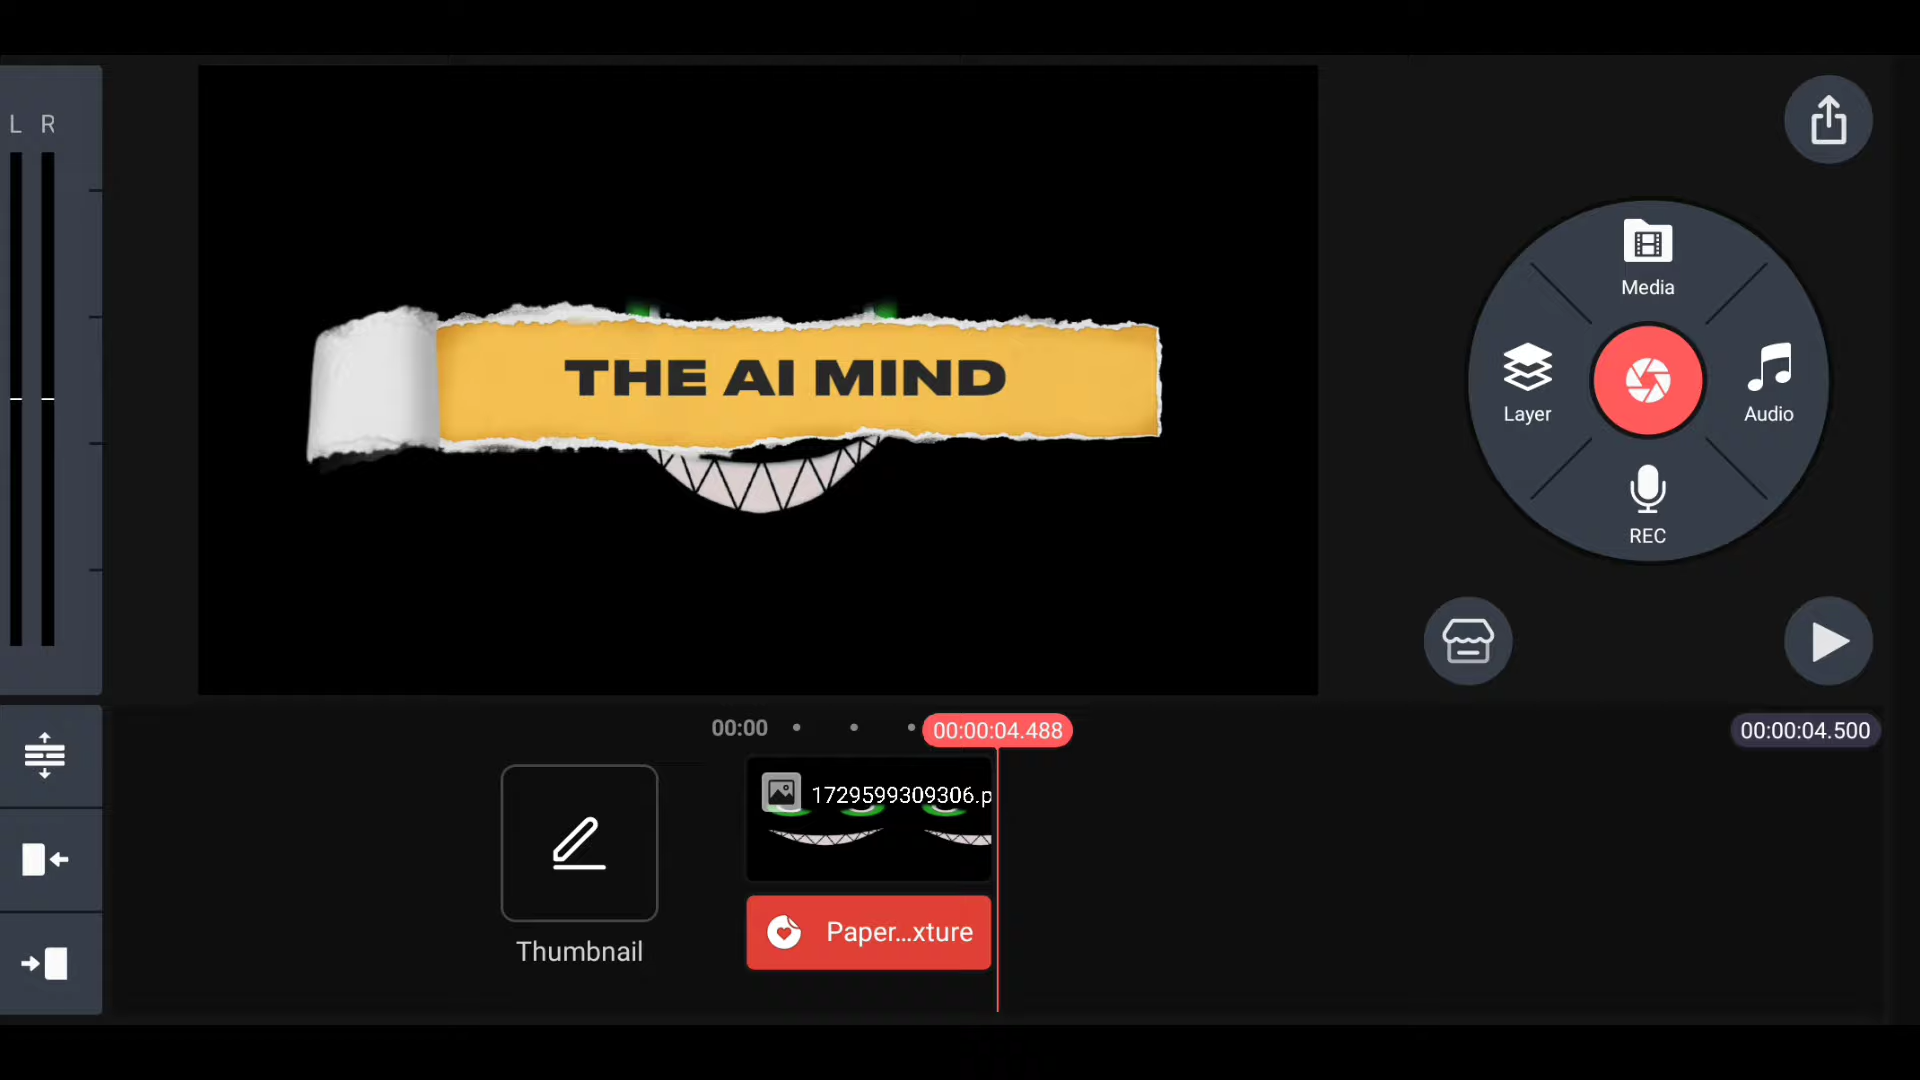 L R
THE AI MIND
Media
Layer
Audio
REC
00:00
00:00:04.488
00:00:04.500
1729599309306.p
Thumbnail
Paper...xture